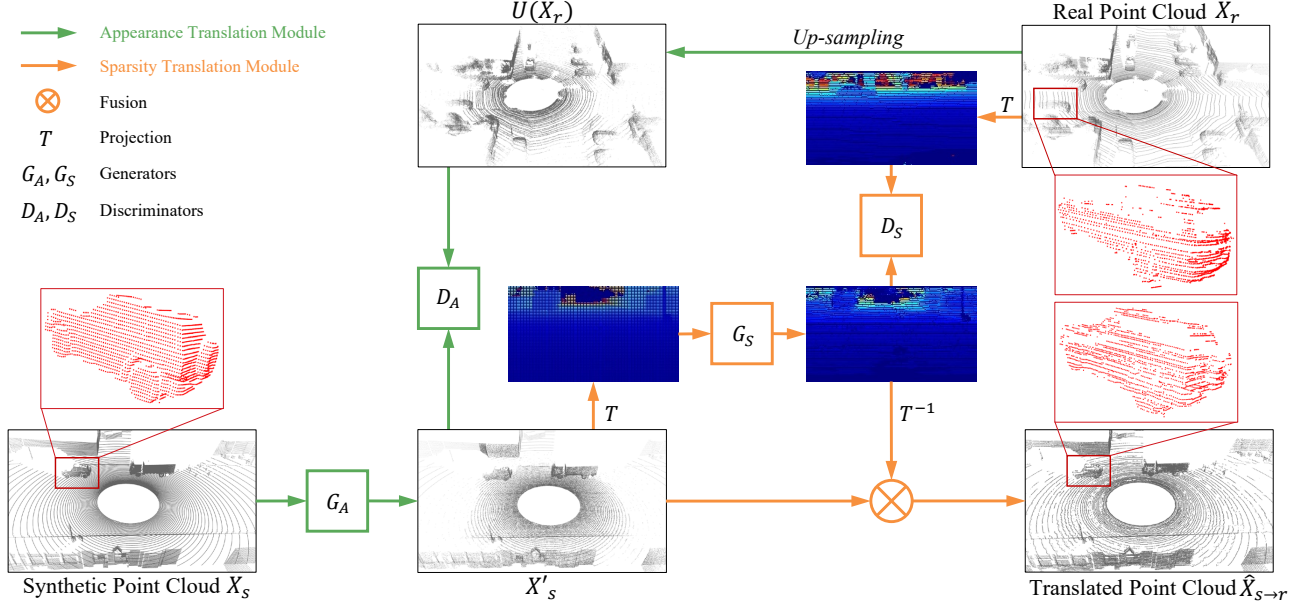 U(X_r)
Real Point Cloud X_r
Appearance Translation Module
Up-sampling
Sparsity Translation Module
Fusion
T
T Projection
G_A, G_S Generators
D_A, D_S Discriminators
D_S
D_A
G_S
T
T^{-1}
G_A
Synthetic Point Cloud X_s
X'_s
Translated Point Cloud X̂_{s→r}